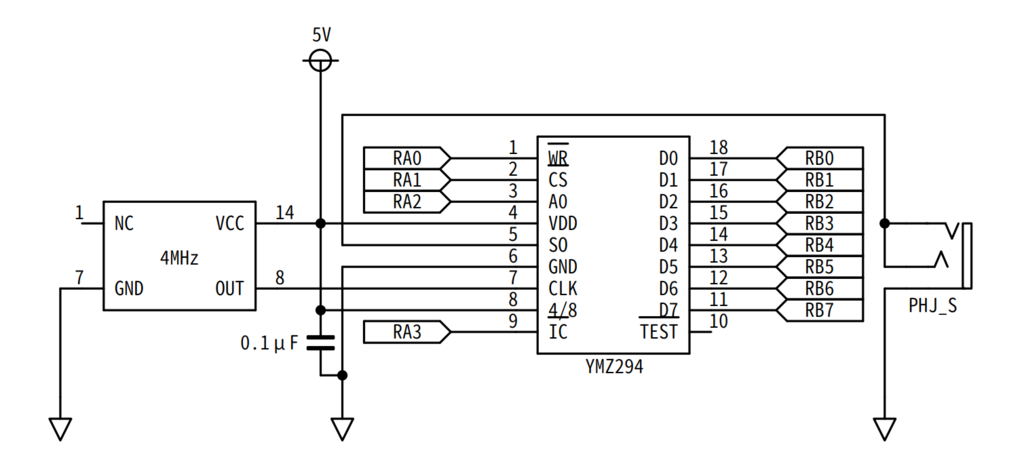 5V
1 NC VCC 14
4MHz
7 GND OUT 8
0.1μF
RA0 1 WR D0 18 RB0
RA1 2 CS D1 17 RB1
RA2 3 A0 D2 16 RB2
4 VDD D3 15 RB3
5 SO D4 14 RB4
6 GND D5 13 RB5
7 CLK D6 12 RB6
8 4/8 D7 11 RB7
RA3 9 IC TEST 10
YMZ294
PHJ_S